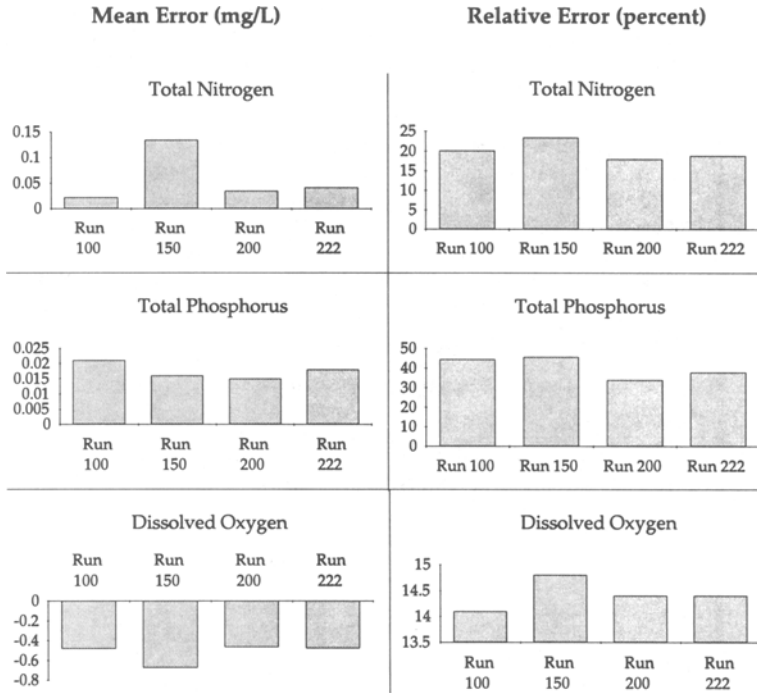 Mean Error (mg/L)
Relative Error (percent)
Total Nitrogen
0.15
0.1
0.05
0
Run 100
Run 150
Run 200
Run 222
Total Nitrogen
25
20
15
10
5
0
Run 100
Run 150
Run 200
Run 222
Total Phosphorus
0.025
0.02
0.015
0.01
0.005
0
Run 100
Run 150
Run 200
Run 222
Total Phosphorus
50
40
30
20
10
0
Run 100
Run 150
Run 200
Run 222
Dissolved Oxygen
Run 100
Run 150
Run 200
Run 222
0
-0.2
-0.4
-0.6
-0.8
Dissolved Oxygen
15
14.5
14
13.5
Run 100
Run 150
Run 200
Run 222